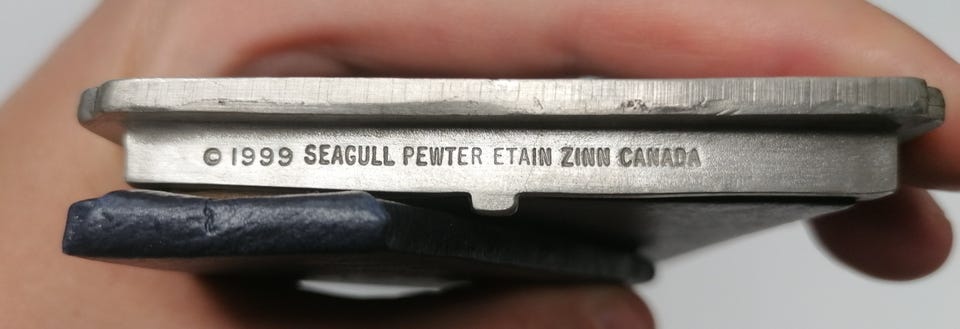 © 1999 SEAGULL PEWTER ETAIN ZINN CANADA